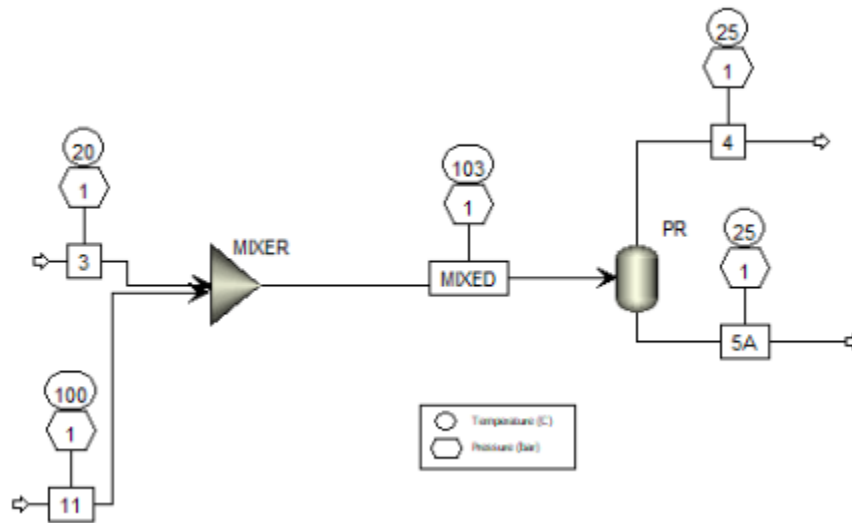 25
1
4
20
1
3
MIXER
103
1
MIXED
PR
25
1
5A
100
1
11
Temperature (C)
Pressure (bar)